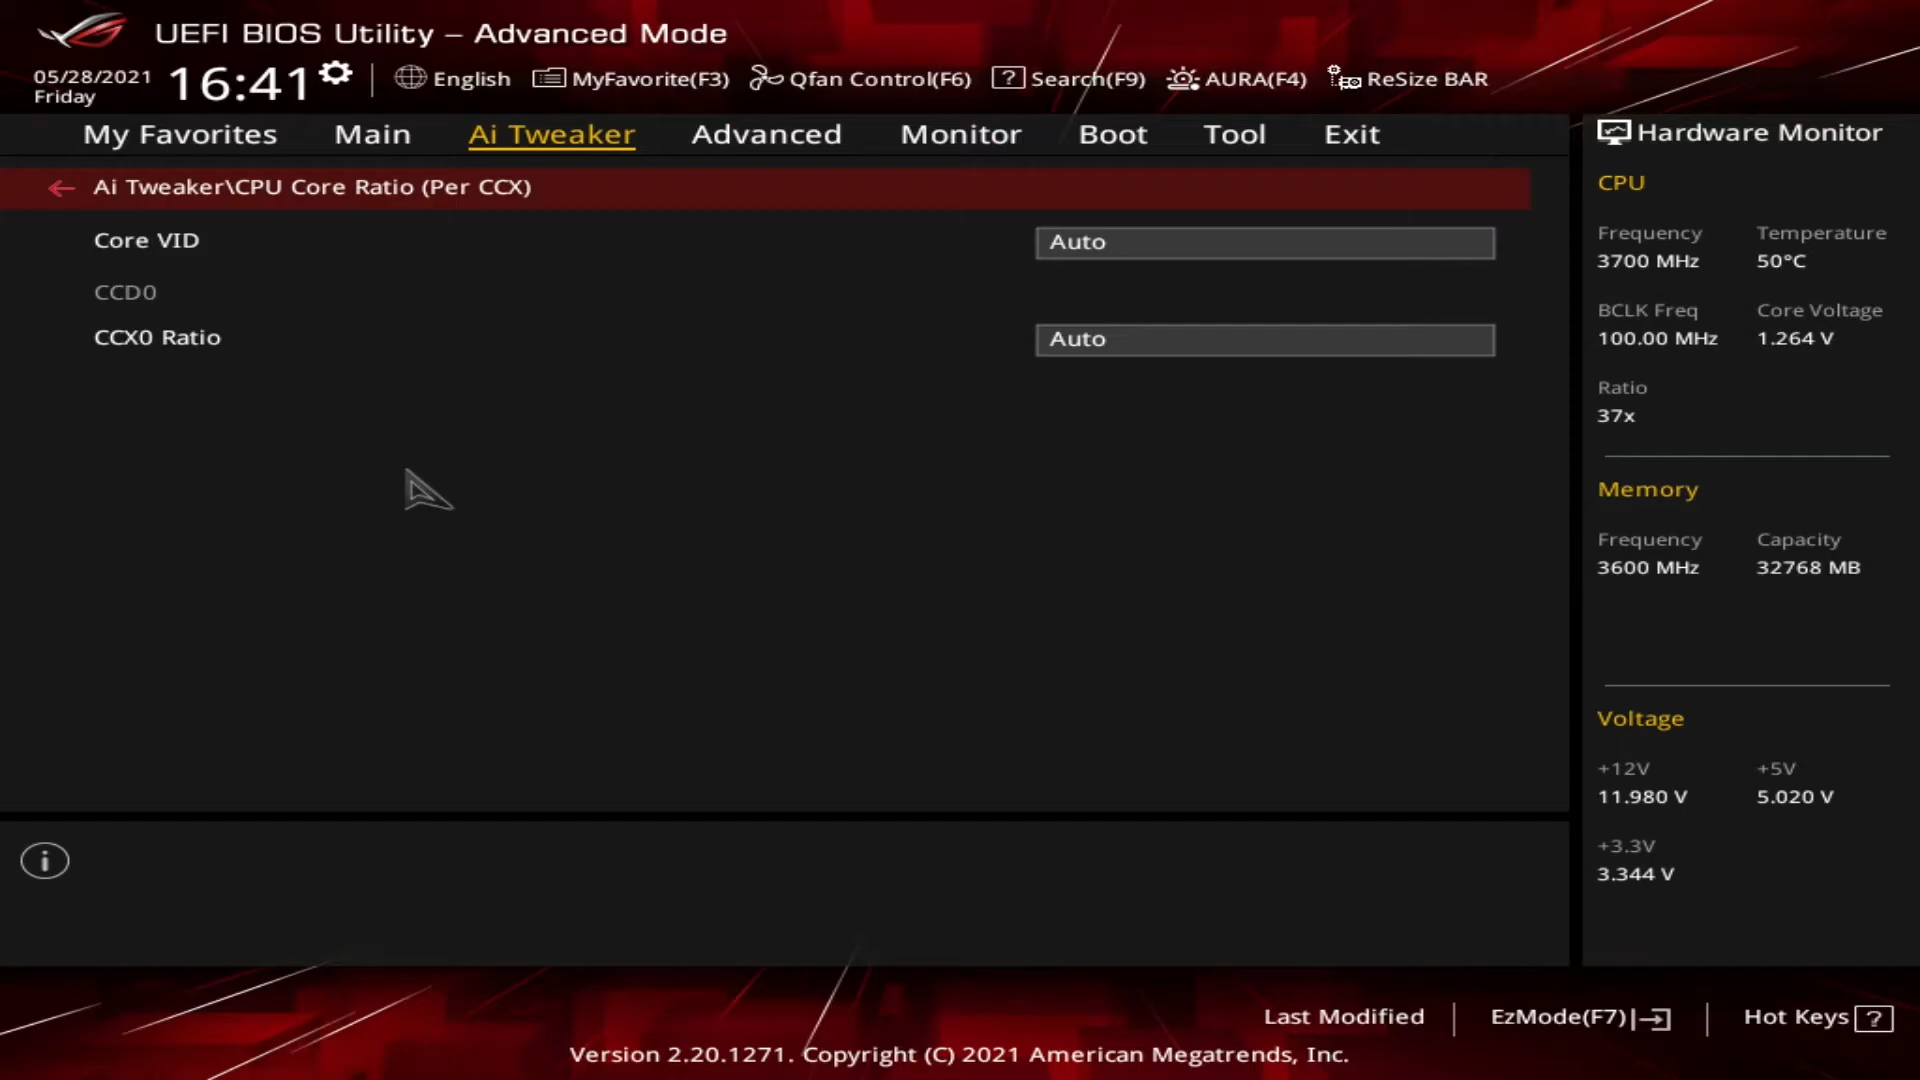 UEFI BIOS Utility – Advanced Mode
05/28/2021
Friday
16:41
English
MyFavorite(F3)
Qfan Control(F6)
? Search(F9)
AURA(F4)
ReSize BAR
My Favorites Main Ai Tweaker Advanced Monitor Boot Tool Exit
Ai Tweaker\CPU Core Ratio (Per CCX)
Core VID Auto
CCD0
CCX0 Ratio Auto
Hardware Monitor
CPU
Frequency Temperature
3700 MHz 50°C
BCLK Freq Core Voltage
100.00 MHz 1.264 V
Ratio
37x
Memory
Frequency Capacity
3600 MHz 32768 MB
Voltage
+12V +5V
11.980 V 5.020 V
+3.3V
3.344 V
i
Last Modified EzMode(F7) Hot Keys ?
Version 2.20.1271. Copyright (C) 2021 American Megatrends, Inc.